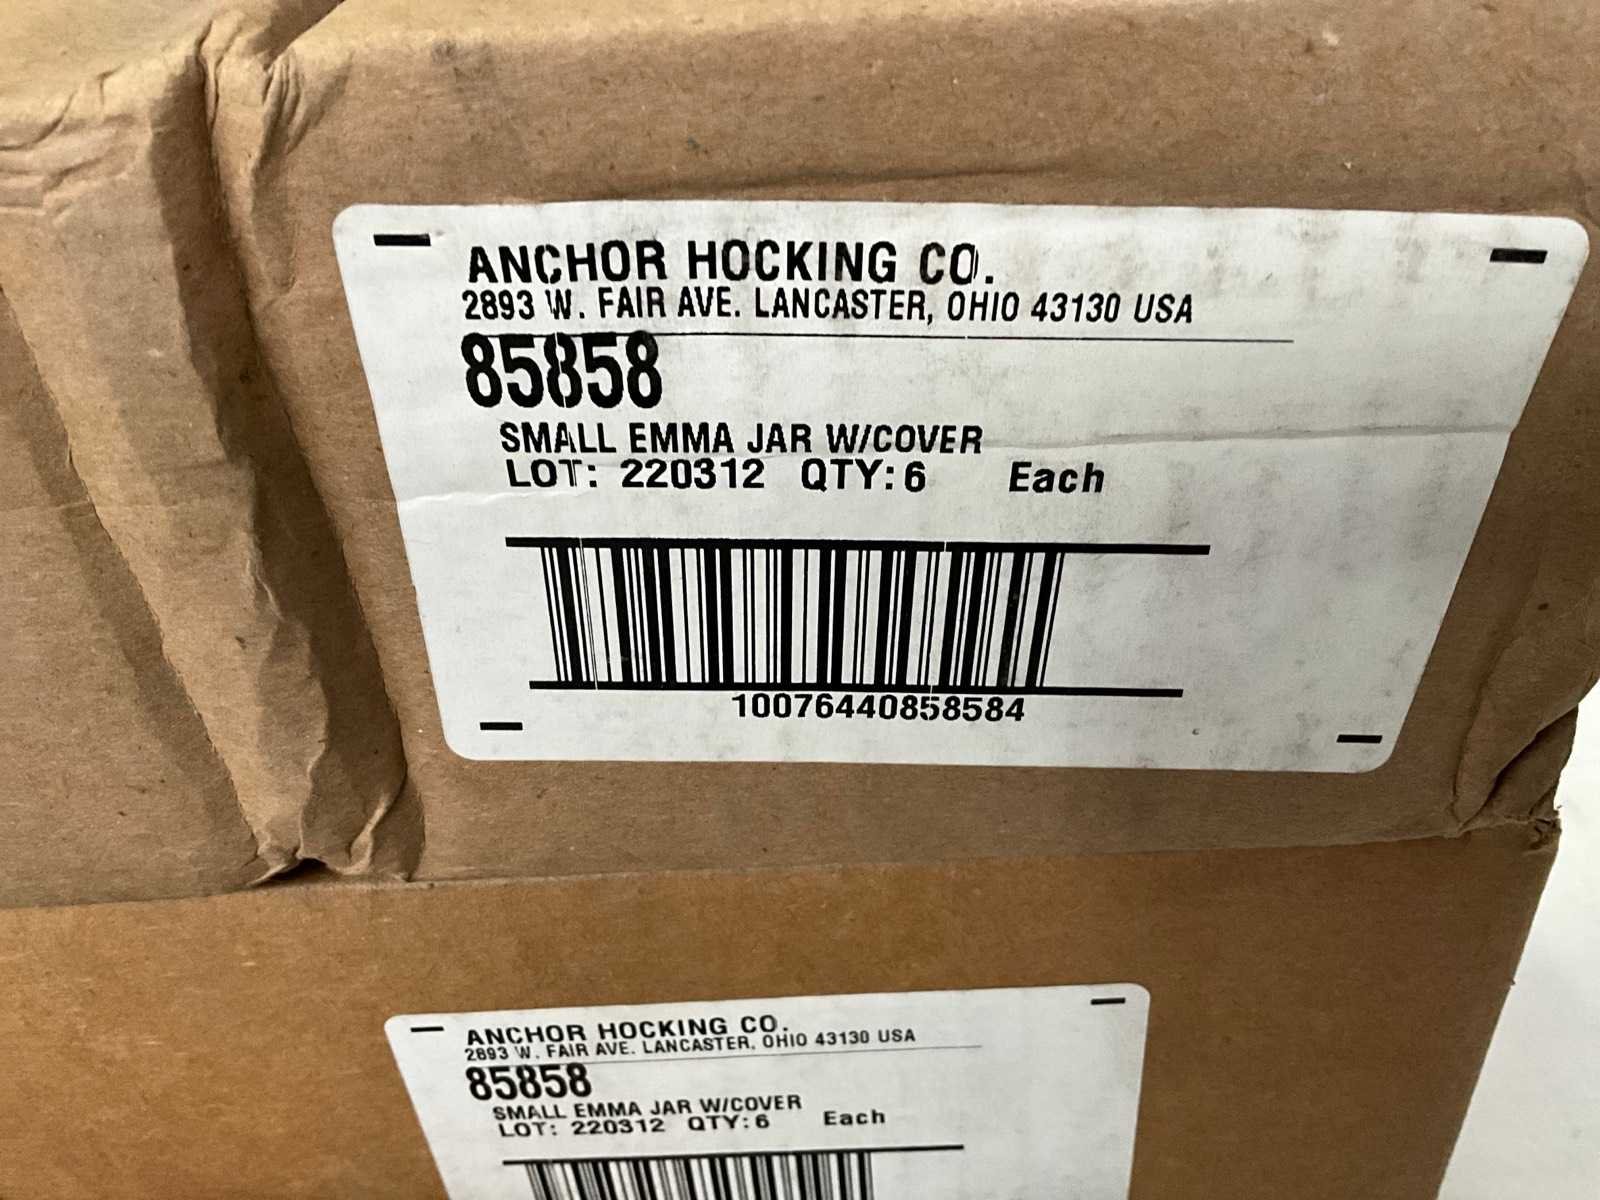 ANCHOR HOCKING CO.
2893 W. FAIR AVE. LANCASTER, OHIO 43130 USA
85858
SMALL EMMA JAR W/COVER
LOT: 220312 QTY:6 Each
10076440858584
ANCHOR HOCKING CO.
2893 W. FAIR AVE. LANCASTER, OHIO 43130 USA
85858
SMALL EMMA JAR W/COVER
LOT: 220312 QTY:6 Each